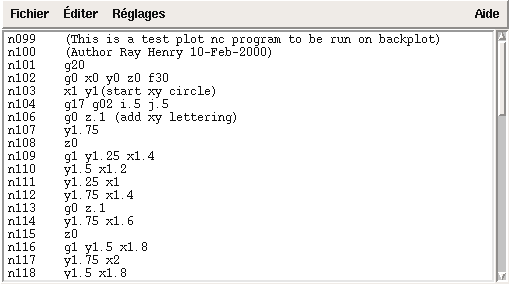 Fichier Éditer Réglages Aide
n099 (This is a test plot nc program to be run on backplot)
n100 (Author Ray Henry 10-Feb-2000)
n101 g20
n102 g0 x0 y0 z0 f30
n103 x1 y1(start xy circle)
n104 g17 g02 i.5 j.5
n106 g0 z.1 (add xy lettering)
n107 y1.75
n108 z0
n109 g1 y1.25 x1.4
n110 y1.5 x1.2
n111 y1.25 x1
n112 y1.75 x1.4
n113 g0 z.1
n114 y1.75 x1.6
n115 z0
n116 g1 y1.5 x1.8
n117 y1.75 x2
n118 y1.5 x1.8